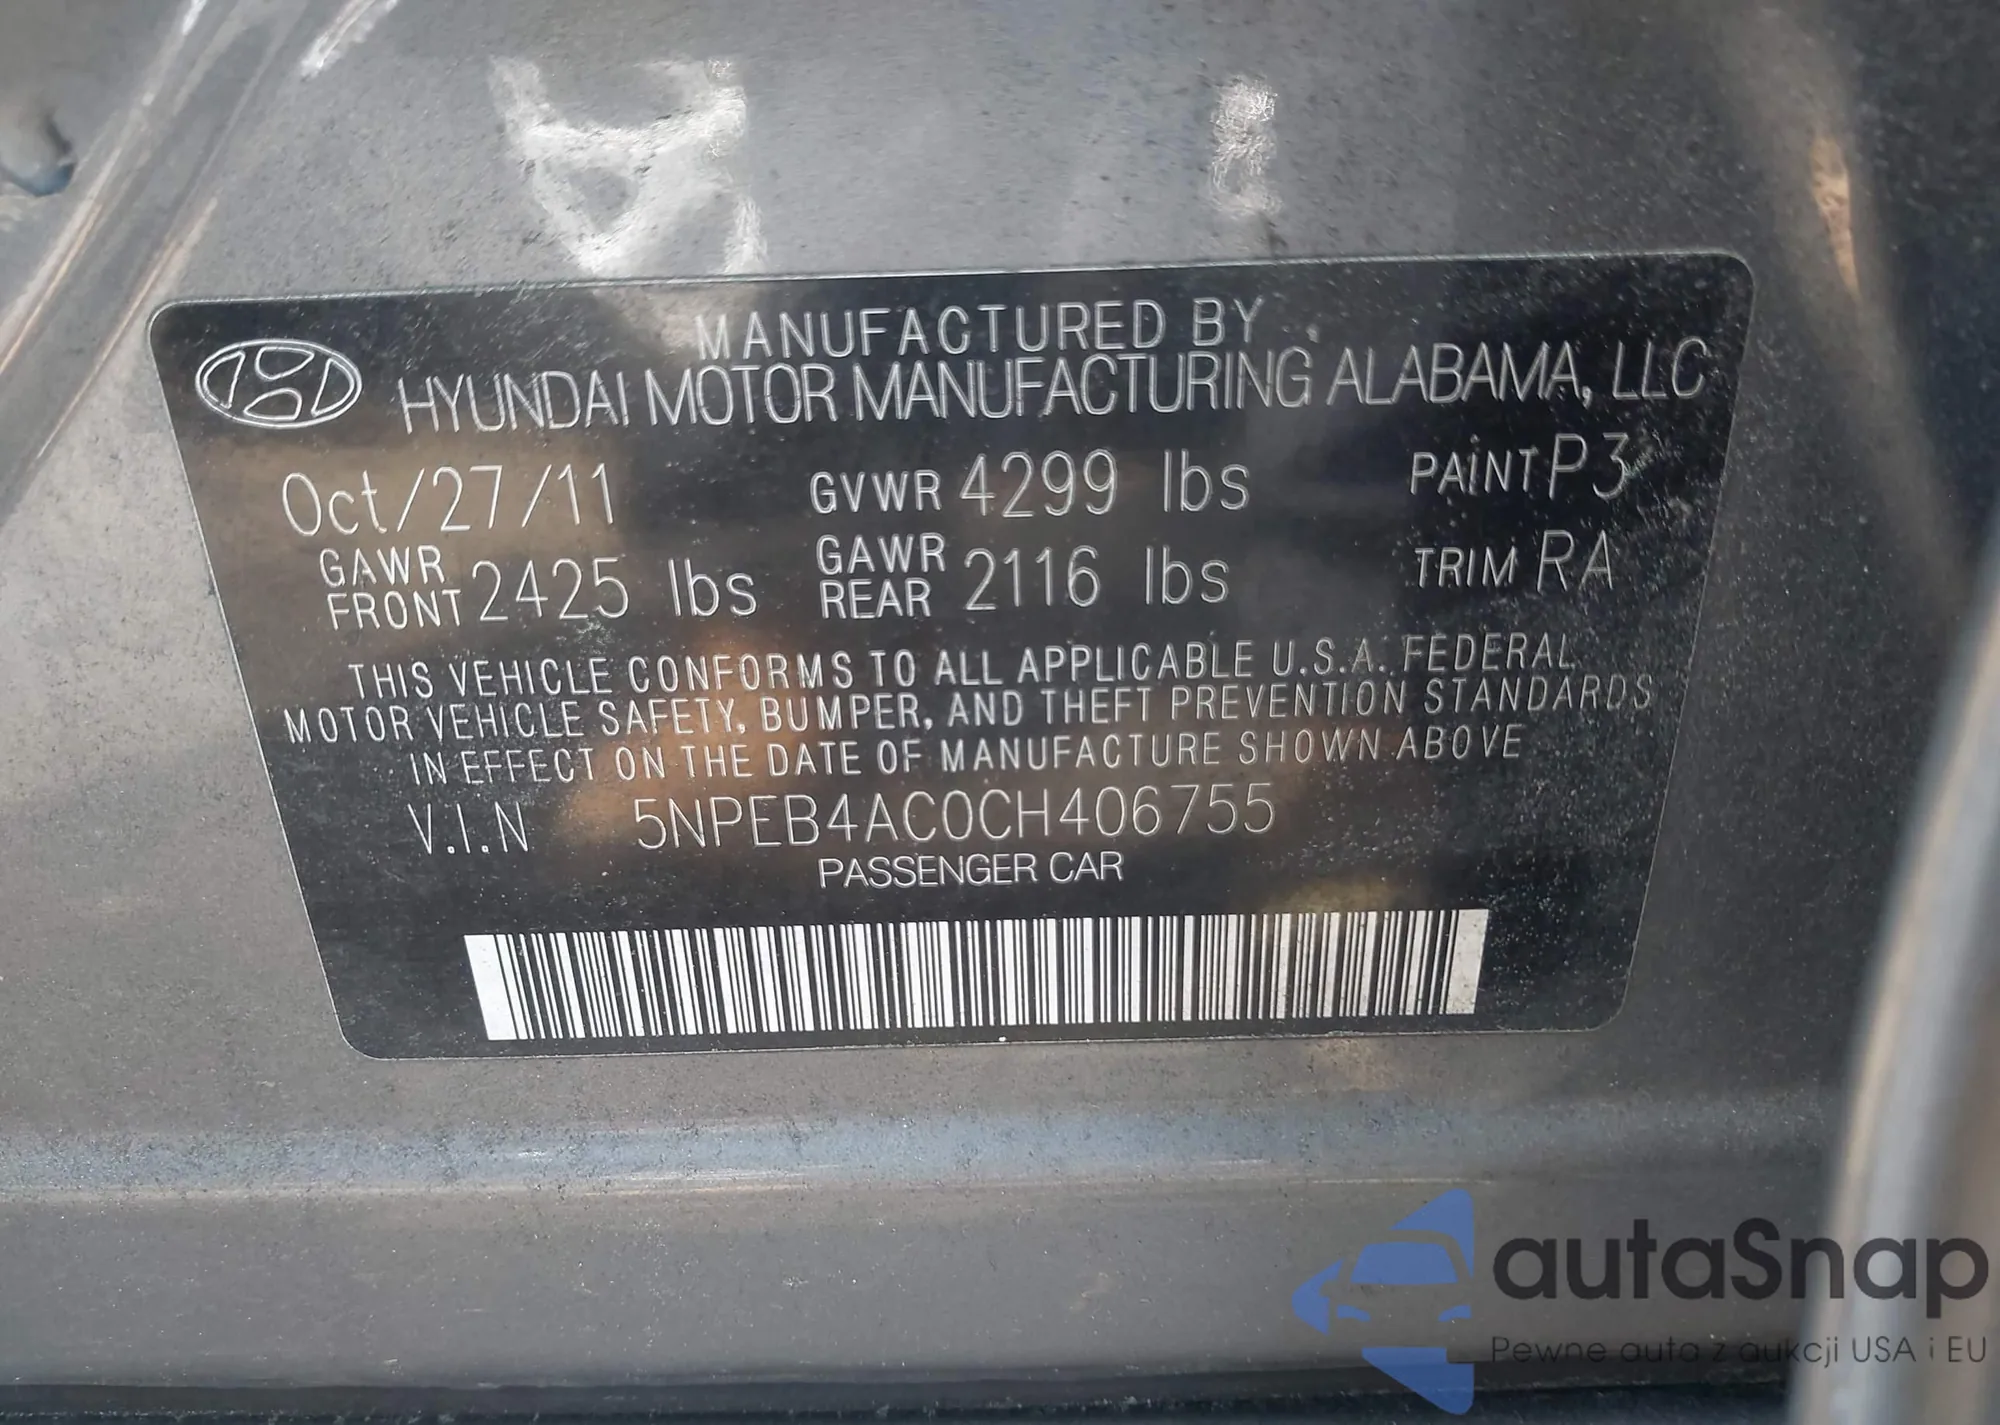 MANUFACTURED BY
HYUNDAI MOTOR MANUFACTURING ALABAMA, LLC
Oct/27/11 GVWR 4299 lbs PAINT P3
GAWR FRONT 2425 lbs GAWR REAR 2116 lbs TRIM RA
THIS VEHICLE CONFORMS TO ALL APPLICABLE U.S.A. FEDERAL
MOTOR VEHICLE SAFETY, BUMPER, AND THEFT PREVENTION STANDARDS
IN EFFECT ON THE DATE OF MANUFACTURE SHOWN ABOVE
V.I.N 5NPEB4AC0CH406755
PASSENGER CAR
autaSnap
Pewne auta z aukcji USA i EU